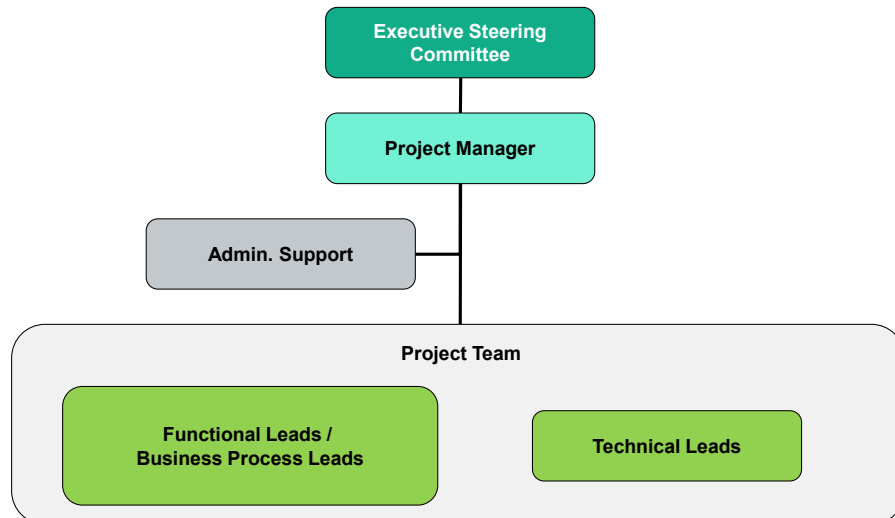 Executive Steering
Committee
Project Manager
Admin. Support
Project Team
Functional Leads /
Business Process Leads
Technical Leads